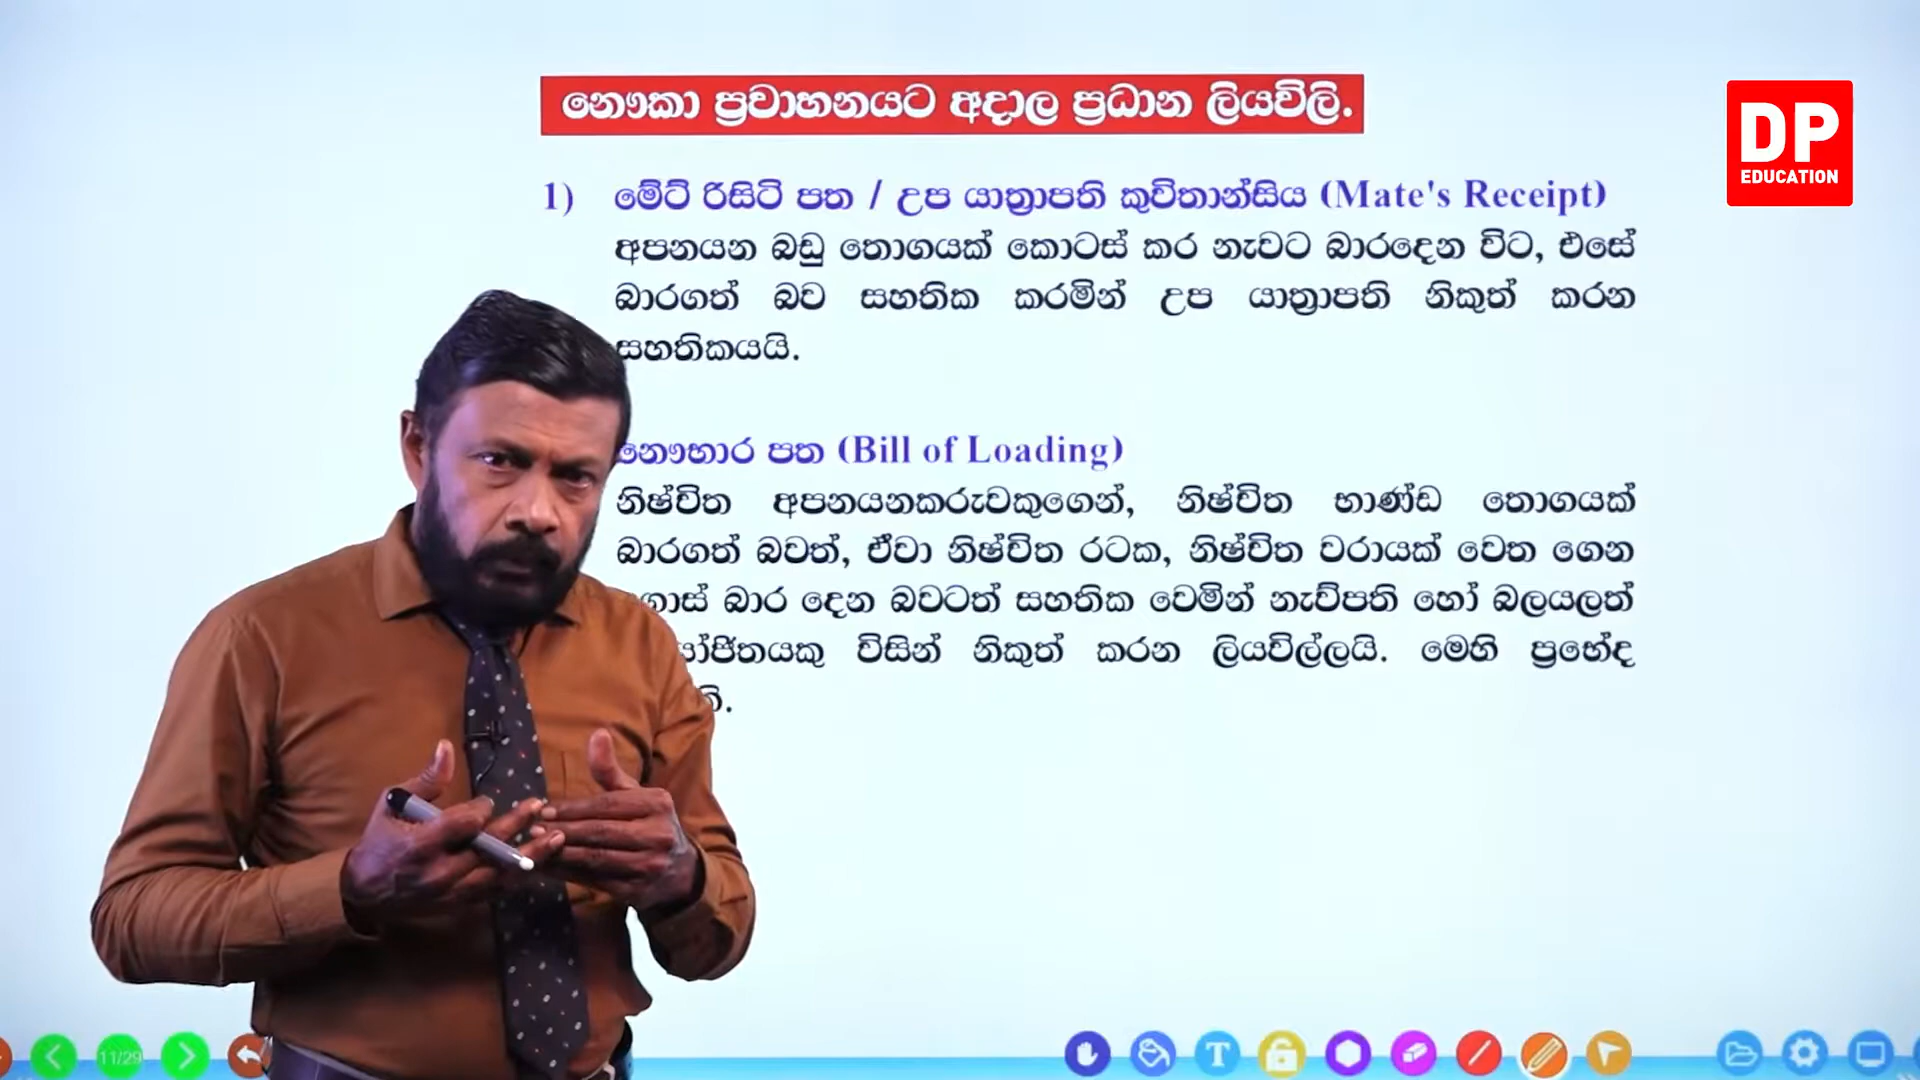 නෞකා ප්‍රවාහනයට අදාල ප්‍රධාන ලියවිලි.
DP
EDUCATION
1) මේට් රිසිට් පත / උප යාත්‍රාපති කුවිතාන්සිය (Mate's Receipt)
අපනයන බඩු තොගයක් කොටස් කර නැවට බාරදෙන විට, එසේ
බාරගත් බව සහතික කරමින් උප යාත්‍රාපති නිකුත් කරන
සහතිකයයි.
නෞභාර පත (Bill of Loading)
නිෂ්චිත අපනයනකරුවකුගෙන්, නිෂ්චිත භාණ්ඩ තොගයක්
බාරගත් බවත්, ඒවා නිෂ්චිත රටක, නිෂ්චිත වරායක් වෙත ගෙන
ගොස් බාර දෙන බවටත් සහතික වෙමින් නැව්පති හෝ බලයලත්
විසින් නිකුත් කරන ලියවිල්ලයි. මෙහි ප්‍රභේද
11/29